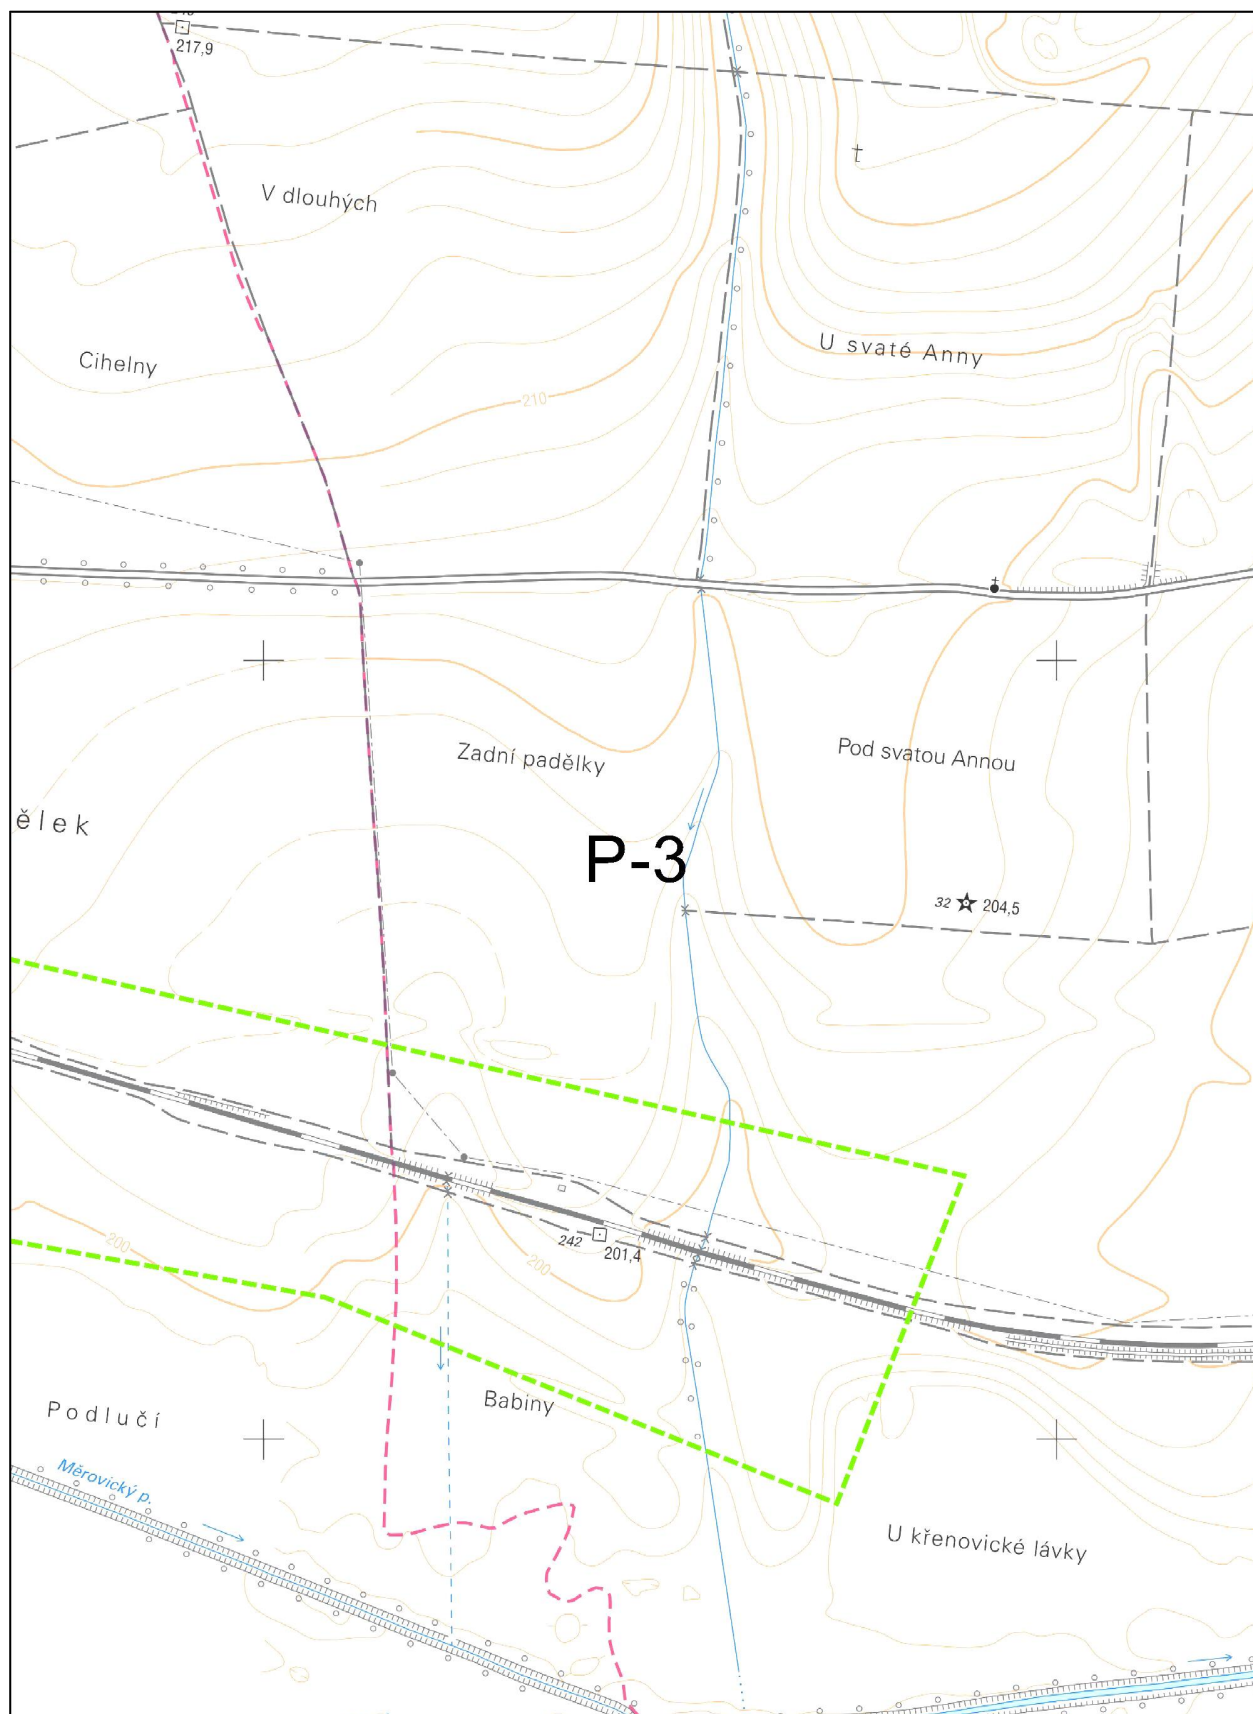 217,9
V dlouhých
Cihelny
U svaté Anny
210
Zadní padělky
Pod svatou Annou
ělek
P-3
32 204,5
200
242 201,4
200
Babiny
Podlučí
Měrovický p.
U křenovické lávky